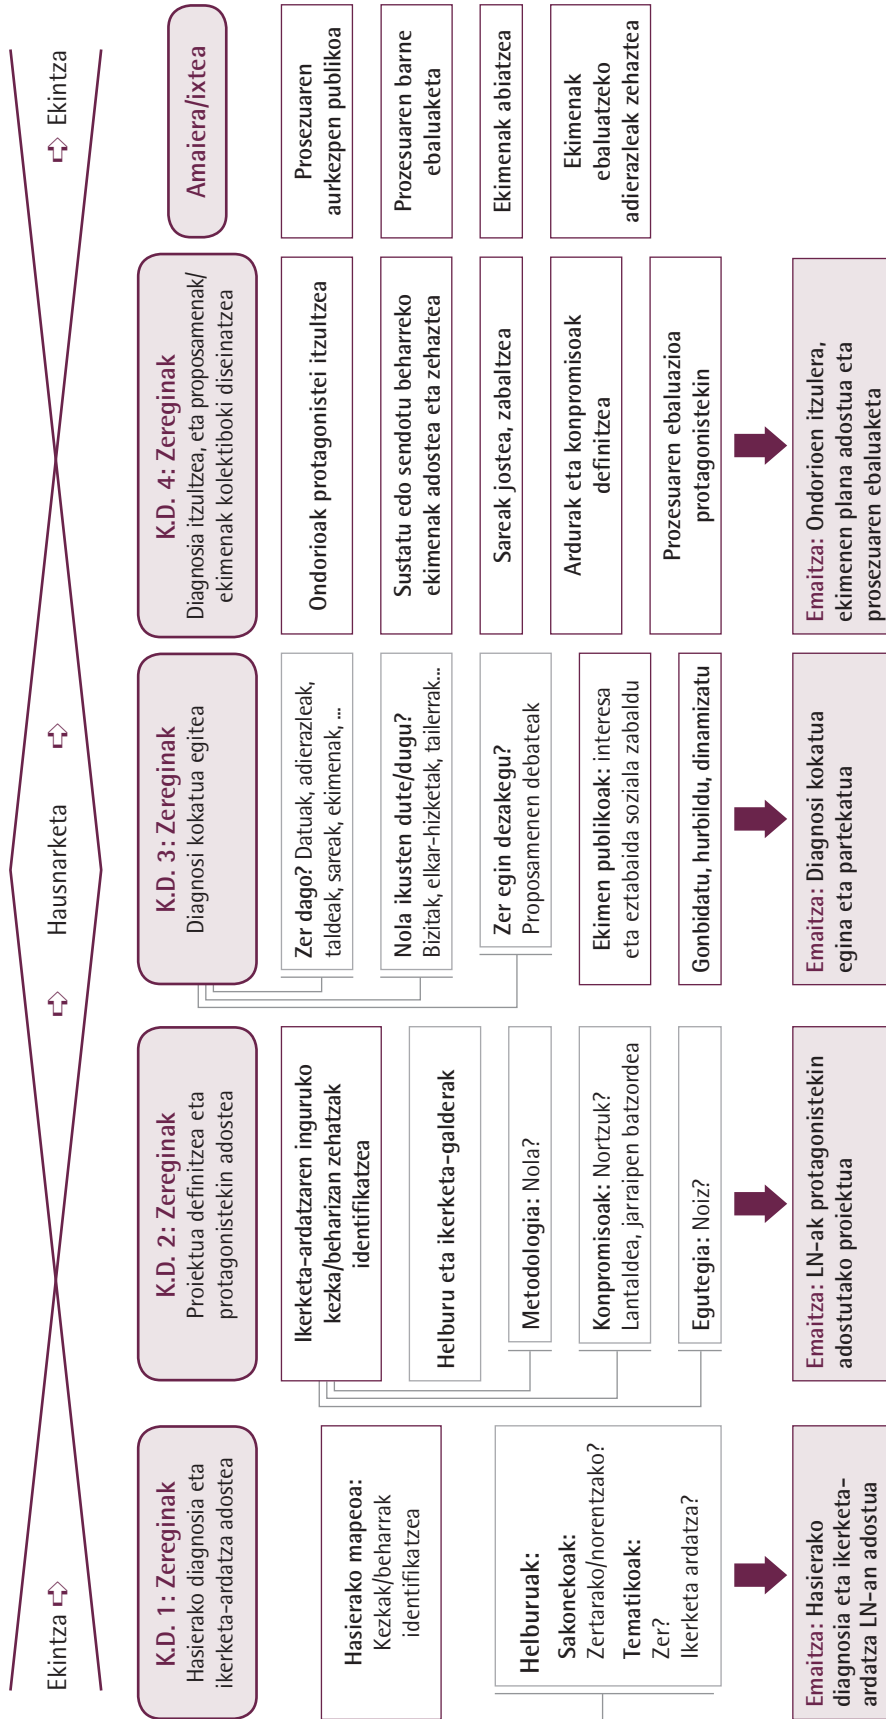 Ekintza
Hausnarketa
Ekintza
K.D. 1: Zereginak
Hasierako diagnosia eta
ikerketa-ardatza adostea
Hasierako mapeoa:
Kezkak/beharrak
identifikatzea
Helburuak:
Sakonekoak:
Zertarako/norentzako?
Tematikoak:
Zer?
Ikerketa ardatza?
Emaitza: Hasierako
diagnosia eta ikerketa-
ardatza LN-an adostua
K.D. 2: Zereginak
Proiektua definitzea eta
protagonistekin adostea
Ikerketa-ardatzaren inguruko
kezka/beharizan zehatzak
identifikatzea
Helburu eta ikerketa-galderak
Metodologia: Nola?
Konpromisoak: Nortzuk?
Lantaldea, jarraipen batzordea
Egutegia: Noiz?
Emaitza: LN-ak protagonistekin
adostutako proiektua
K.D. 3: Zereginak
Diagnosi kokatua egitea
Zer dago? Datuak, adierazleak,
taldeak, sareak, ekimenak, ...
Nola ikusten dute/dugu?
Bizitak, elkar-hizketak, tailerrak...
Zer egin dezakegu?
Proposamenen debateak
Ekimen publikoak: interesa
eta eztabaida soziala zabaldu
Gonbidatu, hurbildu, dinamizatu
Emaitza: Diagnosi kokatua
egina eta partekatua
K.D. 4: Zereginak
Diagnosia itzultzea, eta proposamenak/
ekimenak kolektiboki diseinatzea
Ondorioak protagonistei itzultzea
Sustatu edo sendotu beharreko
ekimenak adostea eta zehaztea
Sareak jostea, zabaltzea
Ardurak eta konpromisoak
definitzea
Prozesuaren ebaluazioa
protagonistekin
Emaitza: Ondorioen itzulera,
ekimenen plana adostua eta
prosezuaren ebaluaketa
Amaiera/ixtea
Prosezuaren
aurkezpen publikoa
Prozesuaren barne
ebaluaketa
Ekimenak abiatzea
Ekimenak
ebaluatzeko
adierazleak zehaztea